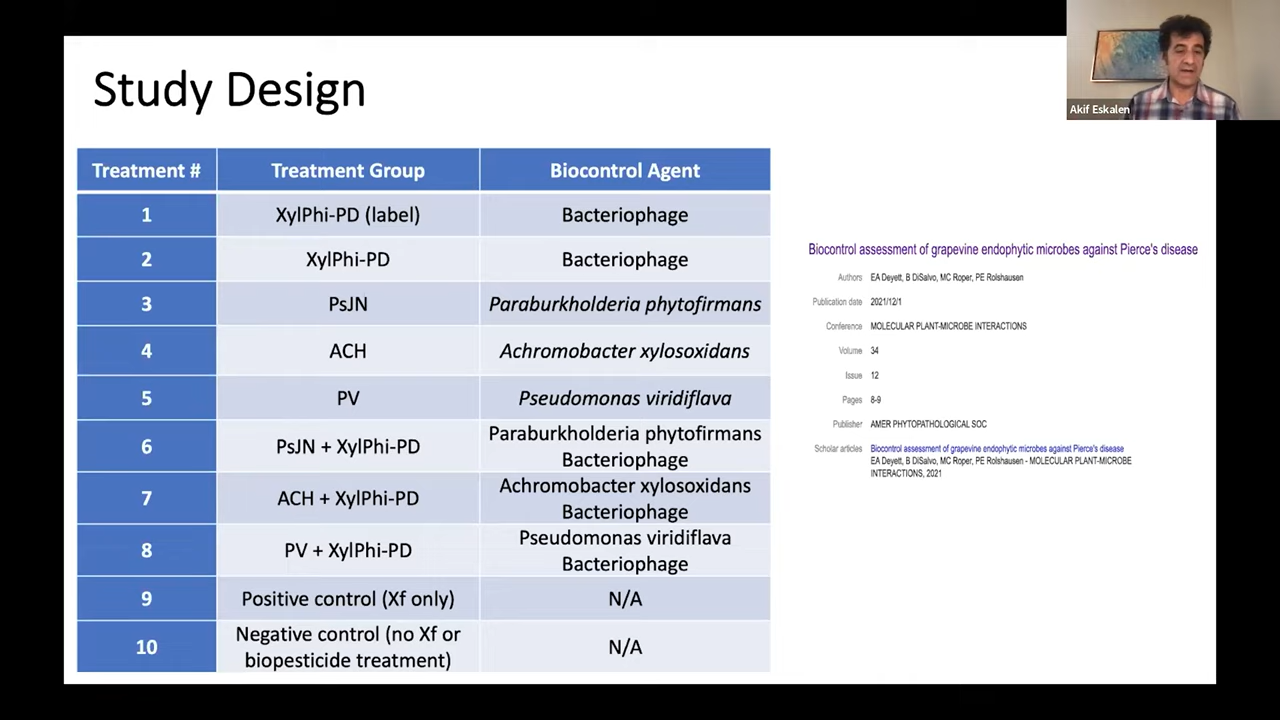 Study Design
Akif Eskalen
Treatment # Treatment Group Biocontrol Agent
1 XylPhi-PD (label) Bacteriophage
2 XylPhi-PD Bacteriophage
3 PsJN Paraburkholderia phytofirmans
4 ACH Achromobacter xylosoxidans
5 PV Pseudomonas viridiflava
6 PsJN + XylPhi-PD Paraburkholderia phytofirmans
Bacteriophage
7 ACH + XylPhi-PD Achromobacter xylosoxidans
Bacteriophage
8 PV + XylPhi-PD Pseudomonas viridiflava
Bacteriophage
9 Positive control (Xf only) N/A
10 Negative control (no Xf or
biopesticide treatment) N/A
Biocontrol assessment of grapevine endophytic microbes against Pierce's disease
Authors EA Deyett, B DiSalvo, MC Roper, PE Rolshausen
Publication date 2021/12/1
Conference MOLECULAR PLANT-MICROBE INTERACTIONS
Volume 34
Issue 12
Pages 8-9
Publisher AMER PHYTOPATHOLOGICAL SOC
Scholar articles Biocontrol assessment of grapevine endophytic microbes against Pierce's disease
EA Deyett, B DiSalvo, MC Roper, PE Rolshausen - MOLECULAR PLANT-MICROBE
INTERACTIONS, 2021